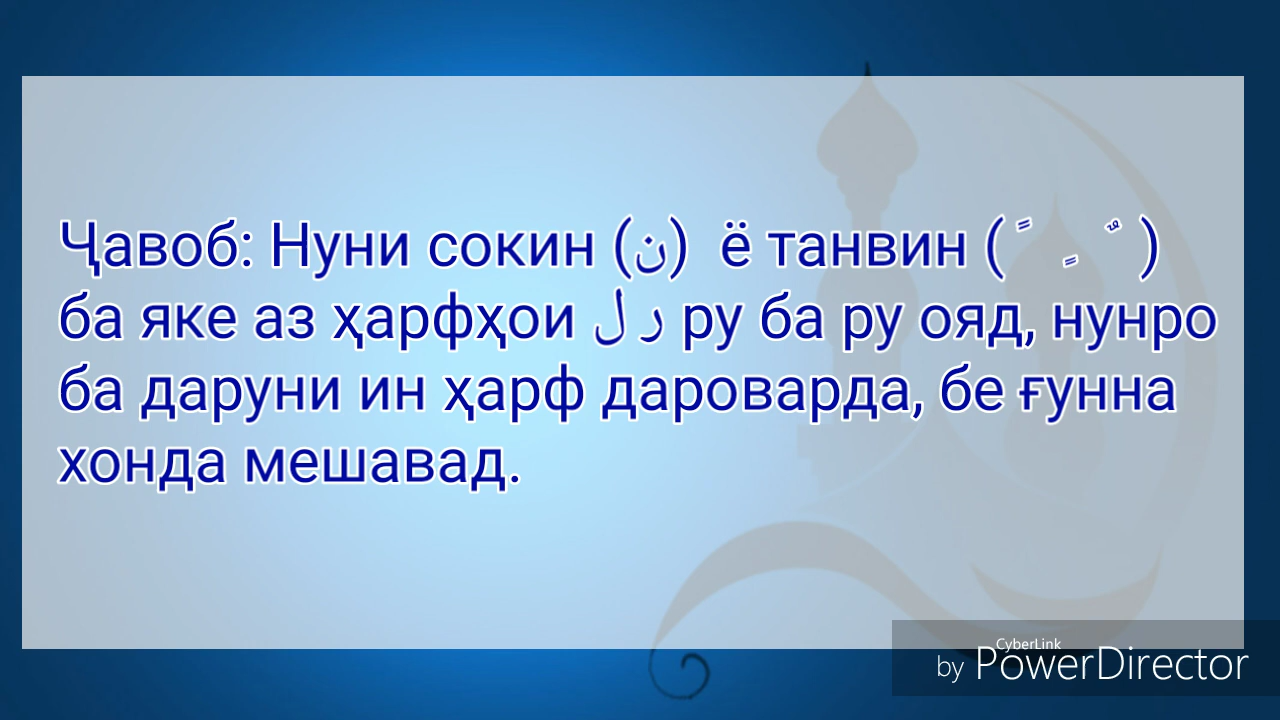 Ҷавоб: Нуни сокин (ن) ё танвин ( ً ٍ ٌ )
ба яке аз ҳарфҳои ل ر ру ба ру ояд, нунро
ба даруни ин ҳарф дароварда, бе ғунна
хонда мешавад.
CyberLink
by PowerDirector